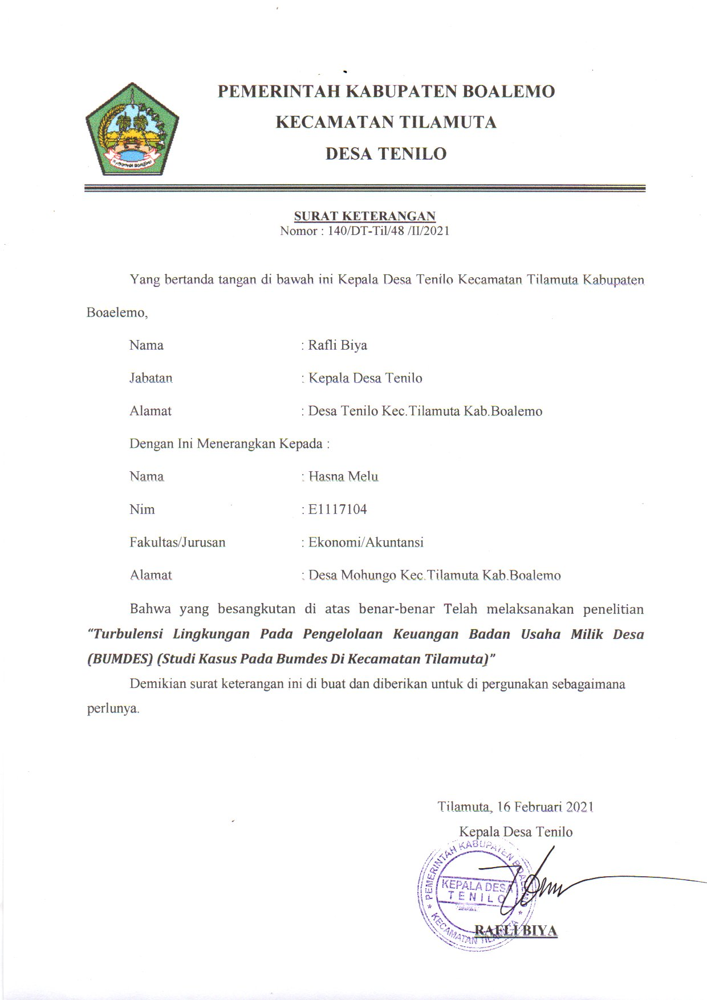 PEMERINTAH KABUPATEN BOALEMO
KECAMATAN TILAMUTA
DESA TENILO
KABUPATEN BOALEMO
SURAT KETERANGAN
Nomor : 140/DT-Til/48 /II/2021
Yang bertanda tangan di bawah ini Kepala Desa Tenilo Kecamatan Tilamuta Kabupaten
Boaelemo,
Nama : Rafli Biya
Jabatan : Kepala Desa Tenilo
Alamat : Desa Tenilo Kec.Tilamuta Kab.Boalemo
Dengan Ini Menerangkan Kepada :
Nama : Hasna Melu
Nim : E1117104
Fakultas/Jurusan : Ekonomi/Akuntansi
Alamat : Desa Mohungo Kec.Tilamuta Kab.Boalemo
Bahwa yang besangkutan di atas benar-benar Telah melaksanakan penelitian
“Turbulensi Lingkungan Pada Pengelolaan Keuangan Badan Usaha Milik Desa
(BUMDES) (Studi Kasus Pada Bumdes Di Kecamatan Tilamuta)”
Demikian surat keterangan ini di buat dan diberikan untuk di pergunakan sebagaimana
perlunya.
Tilamuta, 16 Februari 2021
Kepala Desa Tenilo
PEMERINTAH KABUPATEN BOALEMO
KEPALA DESA
TENILO
KECAMATAN TILAMUTA
RAFLI BIYA